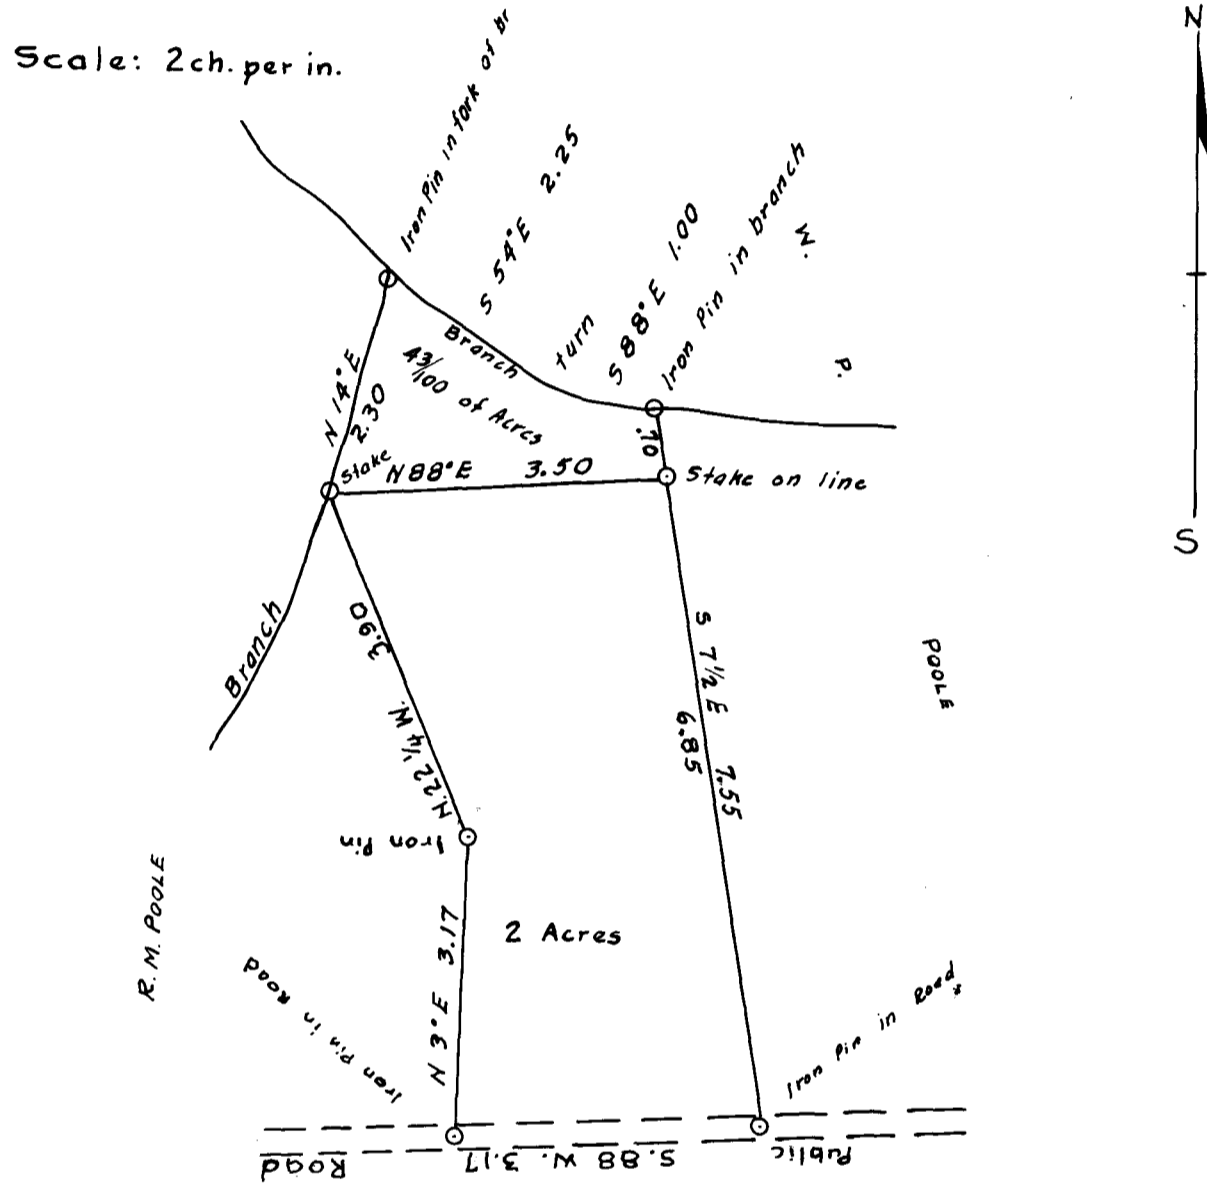 N
Scale: 2ch. per in.
Iron Pin in fork of br
S 54°E 2.25
turn
S 88°E 1.00
Iron Pin in branch
W.
P.
POOLE
Branch
43/100 of Acres
N 14°E
2.30
Stake
N88°E 3.50
.70
Stake on line
S
Branch
3.90
N.22 1/4 W.
S 7 1/2 E 7.55
6.85
Iron Pin
R.M. POOLE
N 3°E 3.17
2 Acres
Iron Pin in Road
Iron Pin in Road
Road
S.88 W. 3.17
Public